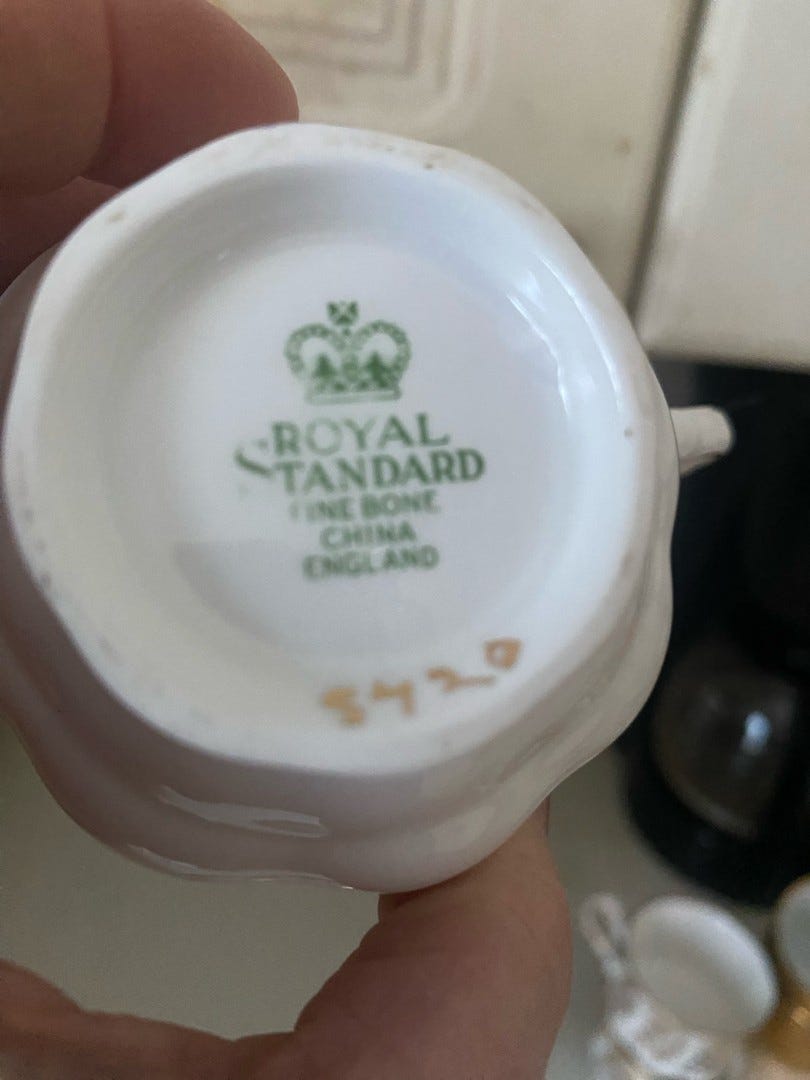 ROYAL
STANDARD
FINE BONE
CHINA
ENGLAND
5420